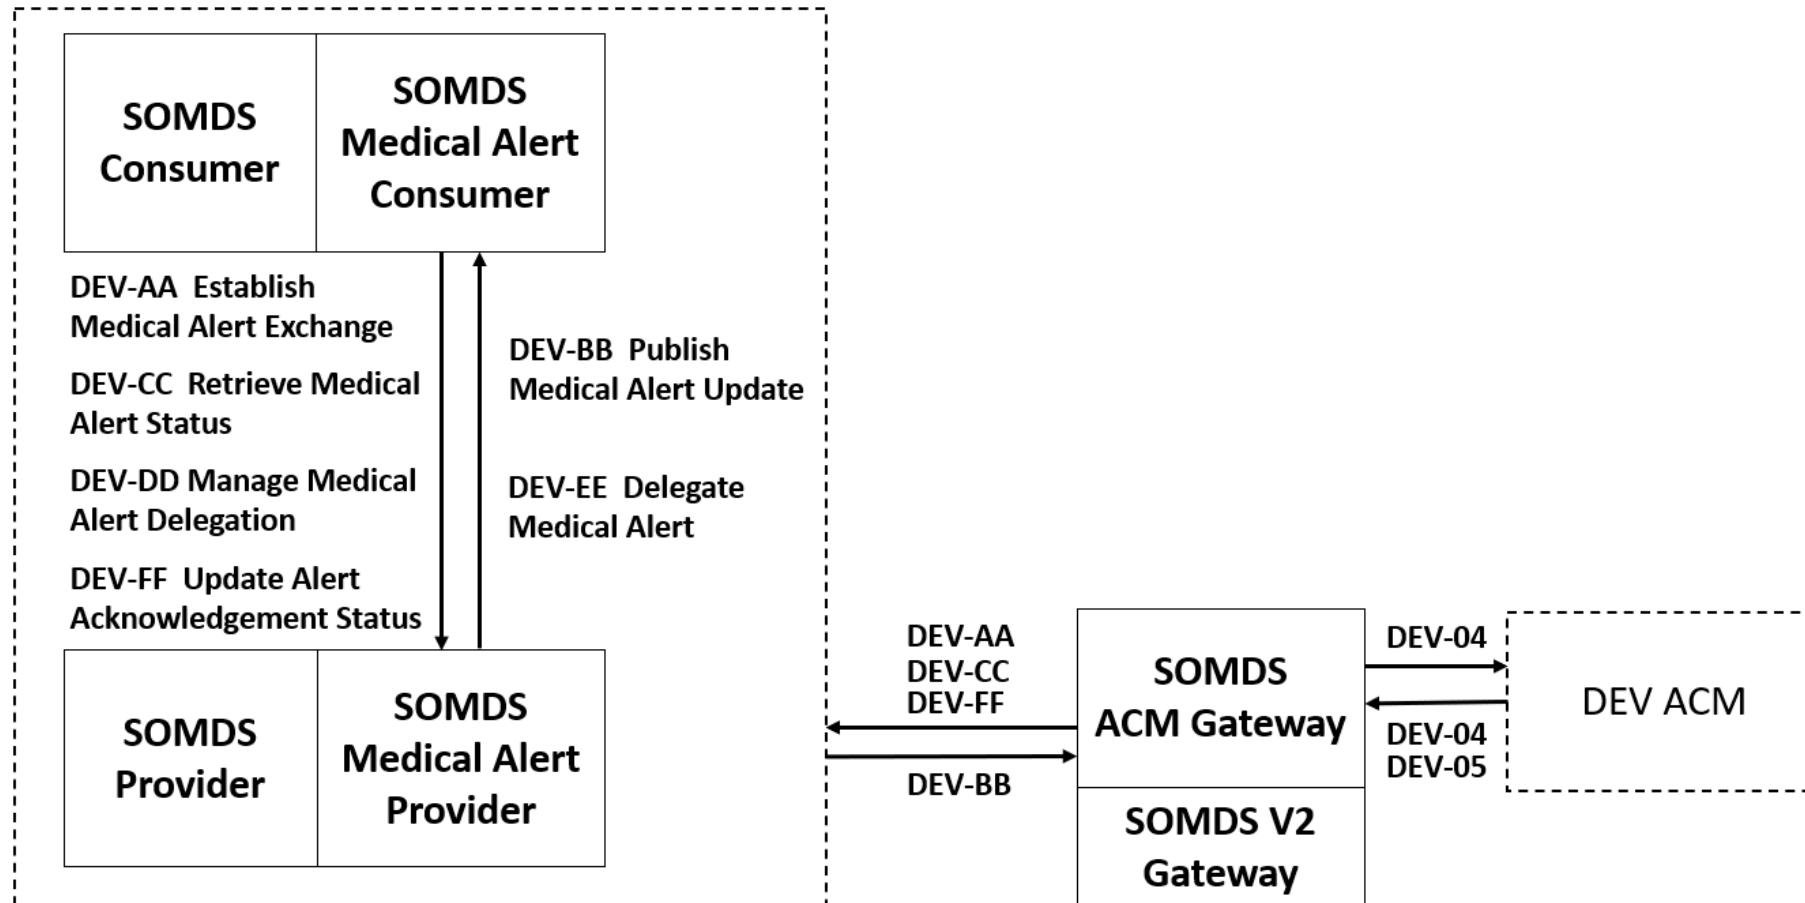 SOMDS
Consumer
SOMDS
Medical Alert
Consumer
DEV-AA  Establish
Medical Alert Exchange
DEV-CC  Retrieve Medical
Alert Status
DEV-DD Manage Medical
Alert Delegation
DEV-FF  Update Alert
Acknowledgement Status
DEV-BB  Publish
Medical Alert Update
DEV-EE  Delegate
Medical Alert
SOMDS
Provider
SOMDS
Medical Alert
Provider
DEV-AA
DEV-CC
DEV-FF
DEV-BB
SOMDS
ACM Gateway
SOMDS V2
Gateway
DEV-04
DEV-04
DEV-05
DEV ACM